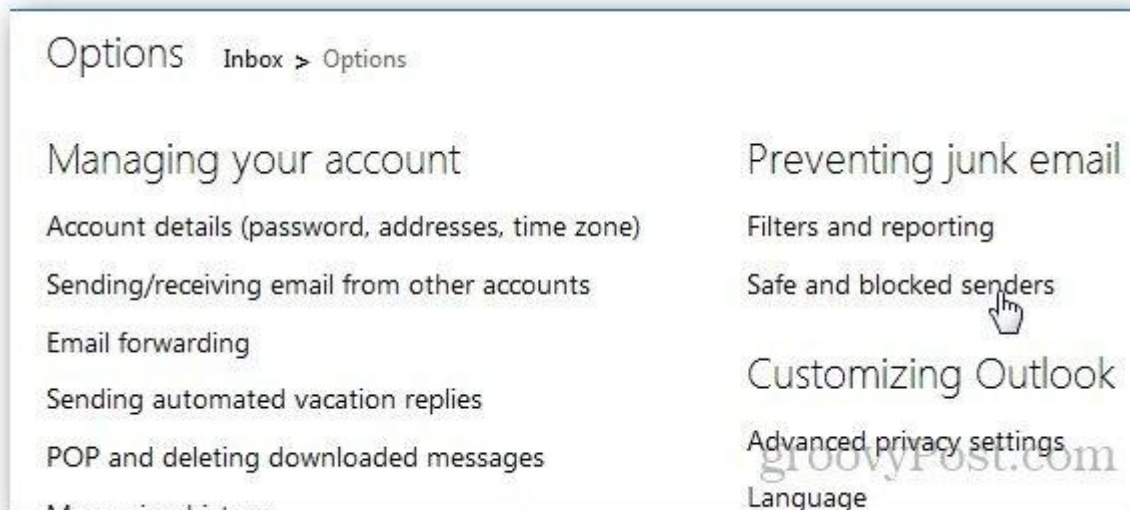 Options Inbox > Options
Managing your account
Account details (password, addresses, time zone)
Sending/receiving email from other accounts
Email forwarding
Sending automated vacation replies
POP and deleting downloaded messages
Preventing junk email
Filters and reporting
Safe and blocked senders
Customizing Outlook
Advanced privacy settings
groovyPost.com
Language